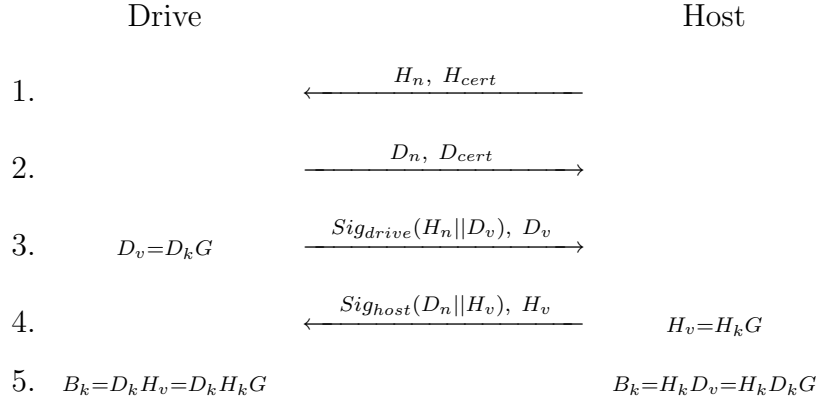 Drive Host
1. H_n, H_cert
2. D_n, D_cert
3. D_v=D_kG Sig_drive(H_n||D_v), D_v
4. Sig_host(D_n||H_v), H_v H_v=H_kG
5. B_k=D_kH_v=D_kH_kG B_k=H_kD_v=H_kD_kG